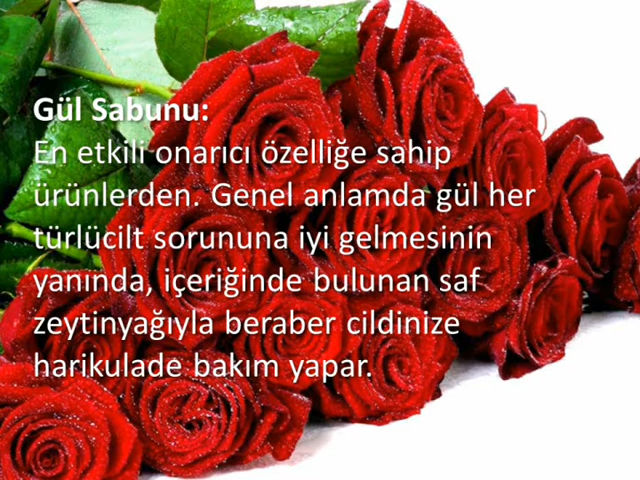 Gül Sabunu:
En etkili onarıcı özelliğe sahip
ürünlerden. Genel anlamda gül her
türlücilt sorununa iyi gelmesinin
yanında, içeriğinde bulunan saf
zeytinyağıyla beraber cildinize
harikulade bakım yapar.